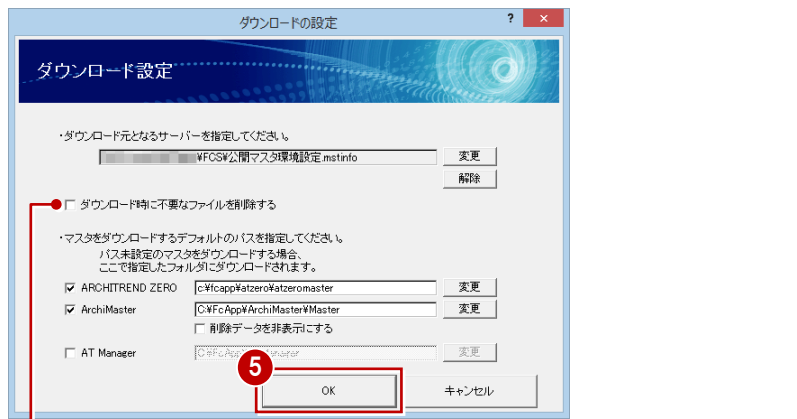 ダウンロードの設定
? ×
ダウンロード設定
・ダウンロード元となるサーバーを指定してください。
¥FCS¥公開マスタ環境設定.mstinfo 変更
解除
ダウンロード時に不要なファイルを削除する
・マスタをダウンロードするデフォルトのパスを指定してください。
パス未設定のマスタをダウンロードする場合、
ここで指定したフォルダにダウンロードされます。
ARCHITREND ZERO c:¥fcapp¥atzero¥atzeromaster 変更
ArchiMaster C:¥FcApp¥ArchiMaster¥Master 変更
削除データを非表示にする
AT Manager 変更
5
OK キャンセル